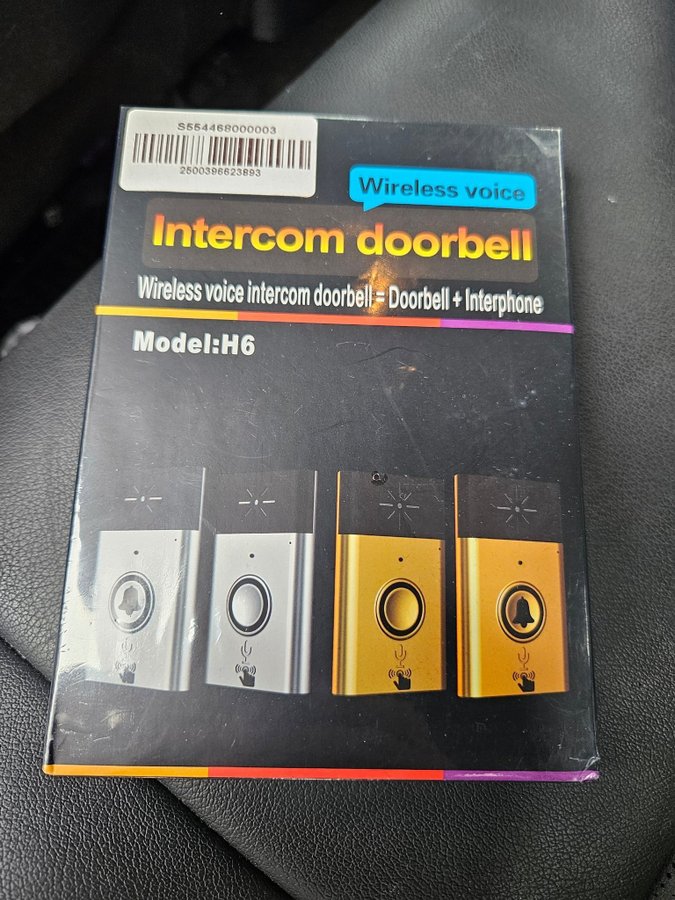 S554468000003
2500396623893
Wireless voice
Intercom doorbell
Wireless voice intercom doorbell = Doorbell + Interphone
Model:H6